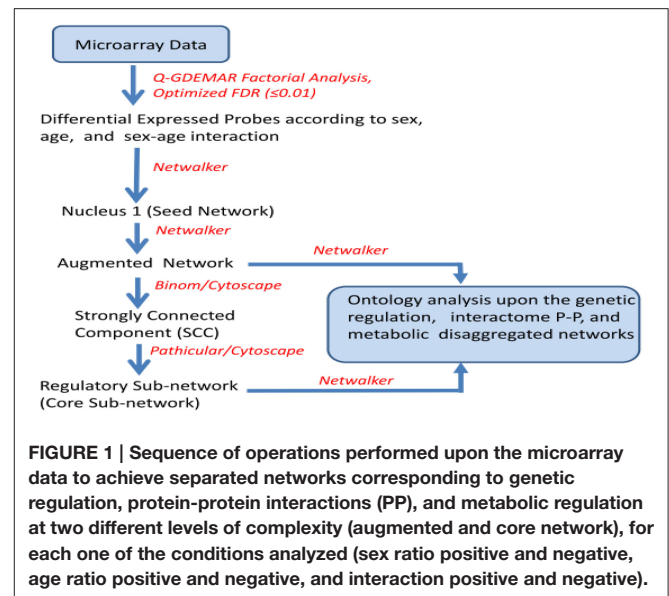 Microarray Data
Q-GDEMAR Factorial Analysis,
Optimized FDR (≤0.01)
Differential Expressed Probes according to sex,
age, and sex-age interaction
Netwalker
Nucleus 1 (Seed Network)
Netwalker
Augmented Network
Netwalker
Binom/Cytoscape
Ontology analysis upon the genetic
regulation, interactome P-P, and
metabolic disaggregated networks
Strongly Connected
Component (SCC)
Pathicular/Cytoscape
Regulatory Sub-network
(Core Sub-network)
Netwalker
FIGURE 1 | Sequence of operations performed upon the microarray
data to achieve separated networks corresponding to genetic
regulation, protein-protein interactions (PP), and metabolic regulation
at two different levels of complexity (augmented and core network), for
each one of the conditions analyzed (sex ratio positive and negative,
age ratio positive and negative, and interaction positive and negative).